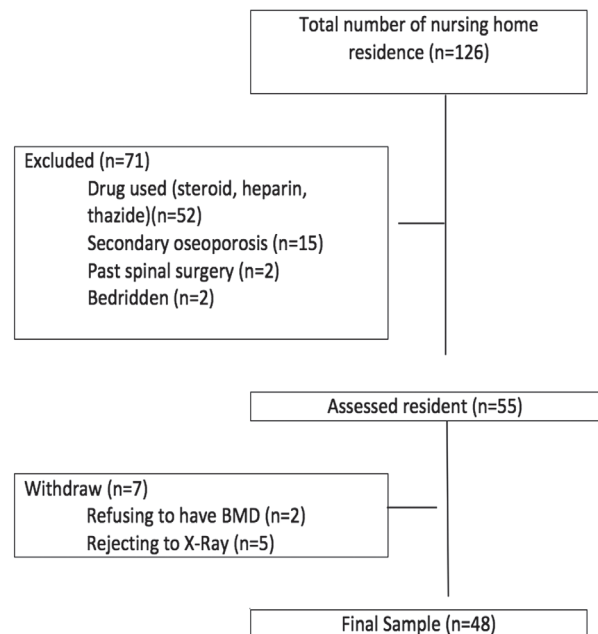 Total number of nursing home
residence (n=126)
Excluded (n=71)
Drug used (steroid, heparin,
thazide)(n=52)
Secondary oseoporosis (n=15)
Past spinal surgery (n=2)
Bedridden (n=2)
Assessed resident (n=55)
Withdraw (n=7)
Refusing to have BMD (n=2)
Rejecting to X-Ray (n=5)
Final Sample (n=48)